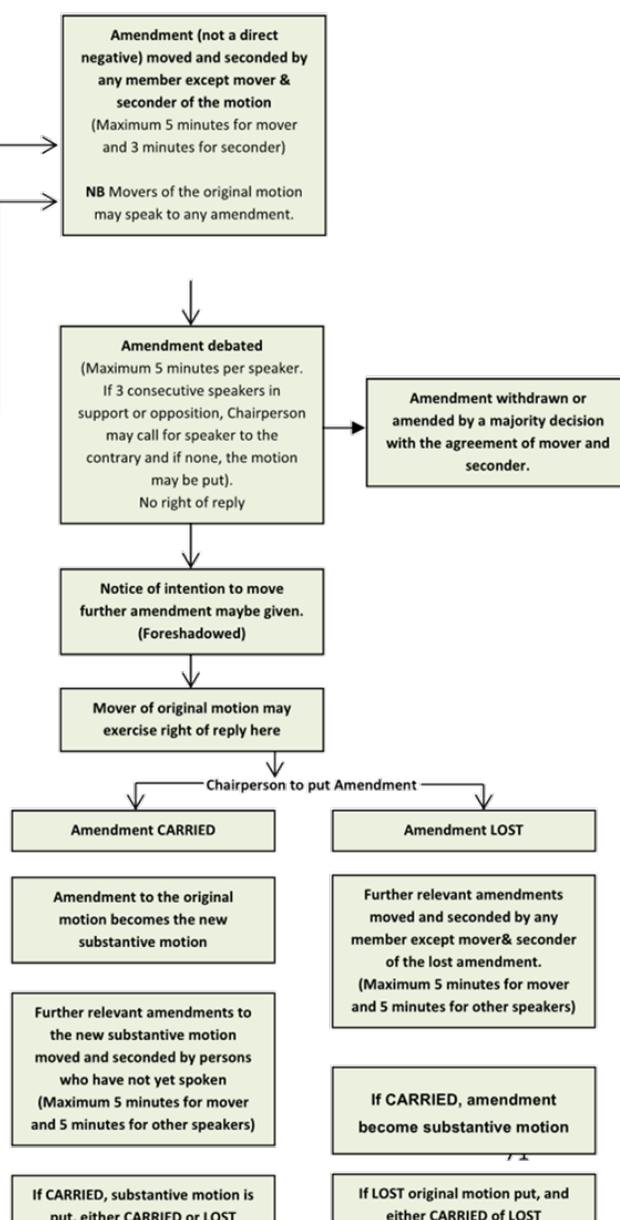 Amendment (not a direct
negative) moved and seconded by
any member except mover &
seconder of the motion
(Maximum 5 minutes for mover
and 3 minutes for seconder)
NB Movers of the original motion
may speak to any amendment.
Amendment debated
(Maximum 5 minutes per speaker.
If 3 consecutive speakers in
support or opposition, Chairperson
may call for speaker to the
contrary and if none, the motion
may be put).
No right of reply
Amendment withdrawn or
amended by a majority decision
with the agreement of mover and
seconder.
Notice of intention to move
further amendment maybe given.
(Foreshadowed)
Mover of original motion may
exercise right of reply here
Chairperson to put Amendment
Amendment CARRIED
Amendment to the original
motion becomes the new
substantive motion
Further relevant amendments to
the new substantive motion
moved and seconded by persons
who have not yet spoken
(Maximum 5 minutes for mover
and 5 minutes for other speakers)
If CARRIED, substantive motion is
put, either CARRIED or LOST
Amendment LOST
Further relevant amendments
moved and seconded by any
member except mover& seconder
of the lost amendment.
(Maximum 5 minutes for mover
and 5 minutes for other speakers)
If CARRIED, amendment
become substantive motion
If LOST original motion put, and
either CARRIED of LOST